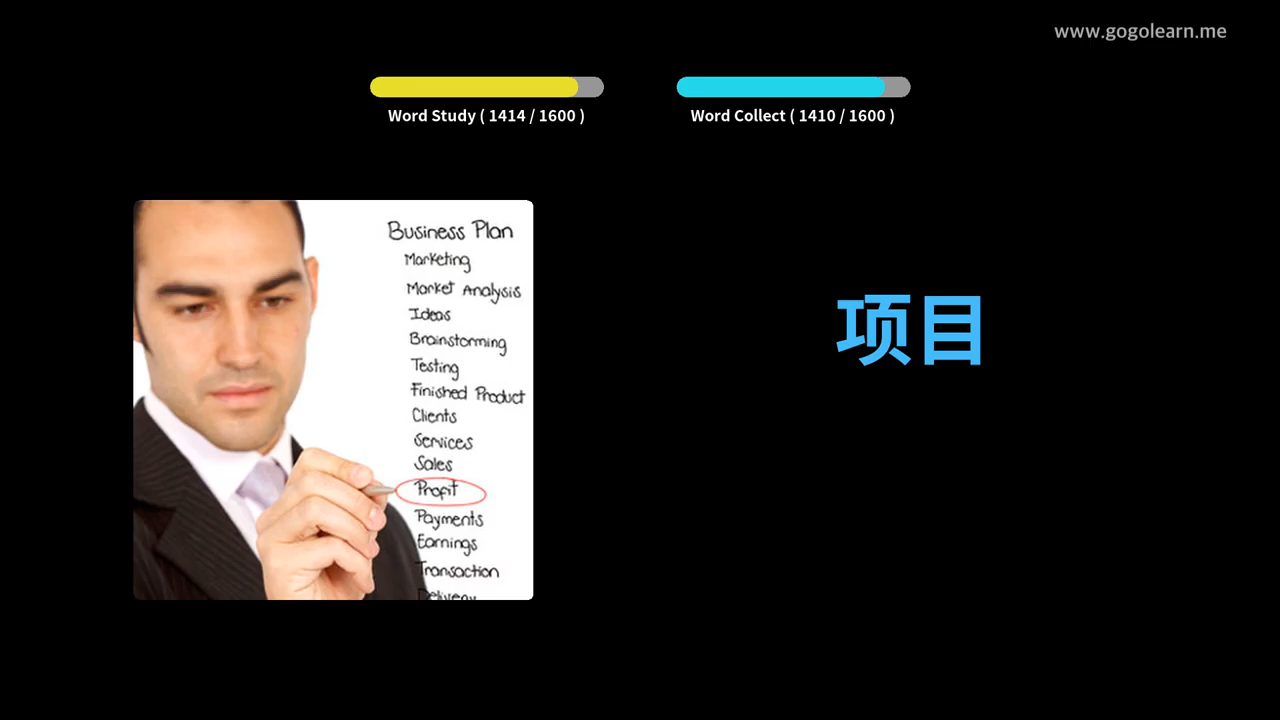 www.gogolearn.me
Word Study ( 1414 / 1600 )
Word Collect ( 1410 / 1600 )
Business Plan
Marketing
Market Analysis
Ideas
Brainstorming
Testing
Finished Product
Clients
Services
Sales
Profit
Payments
Earnings
Transaction
Delivery
项目